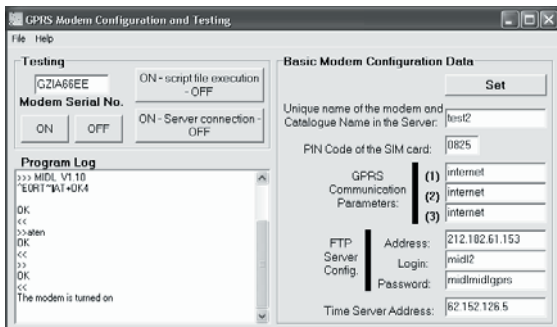 GPRS Modem Configuration and Testing
File Help
Testing
GZIA66EE
Modem Serial No.
ON OFF
ON - script file execution
- OFF
ON - Server connection -
OFF
Program Log
>>> MIDL V1.10
^EORT~\AT+OK4
OK
<<
>>aten
OK
<<
>>
OK
<<
The modem is turned on
Basic Modem Configuration Data
Set
Unique name of the modem and
Catalogue Name in the Server: test2
PIN Code of the SIM card: 0825
GPRS
Communication
Parameters:
(1) internet
(2) internet
(3) internet
FTP
Server
Config.
Address: 212.182.61.153
Login: midl2
Password: midlmidlgprs
Time Server Address: 62.152.126.5